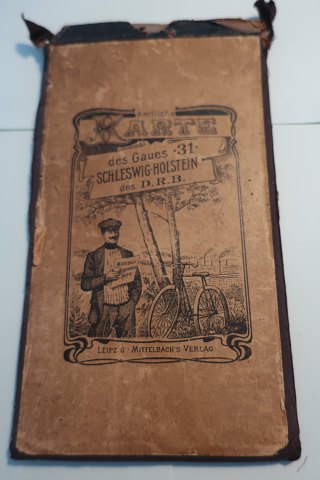 Amtliche
KARTE
des Gaues ·31·
SCHLESWIG-HOLSTEIN
des D.R.B.
LEIPZIG · MITTELBACH'S VERLAG